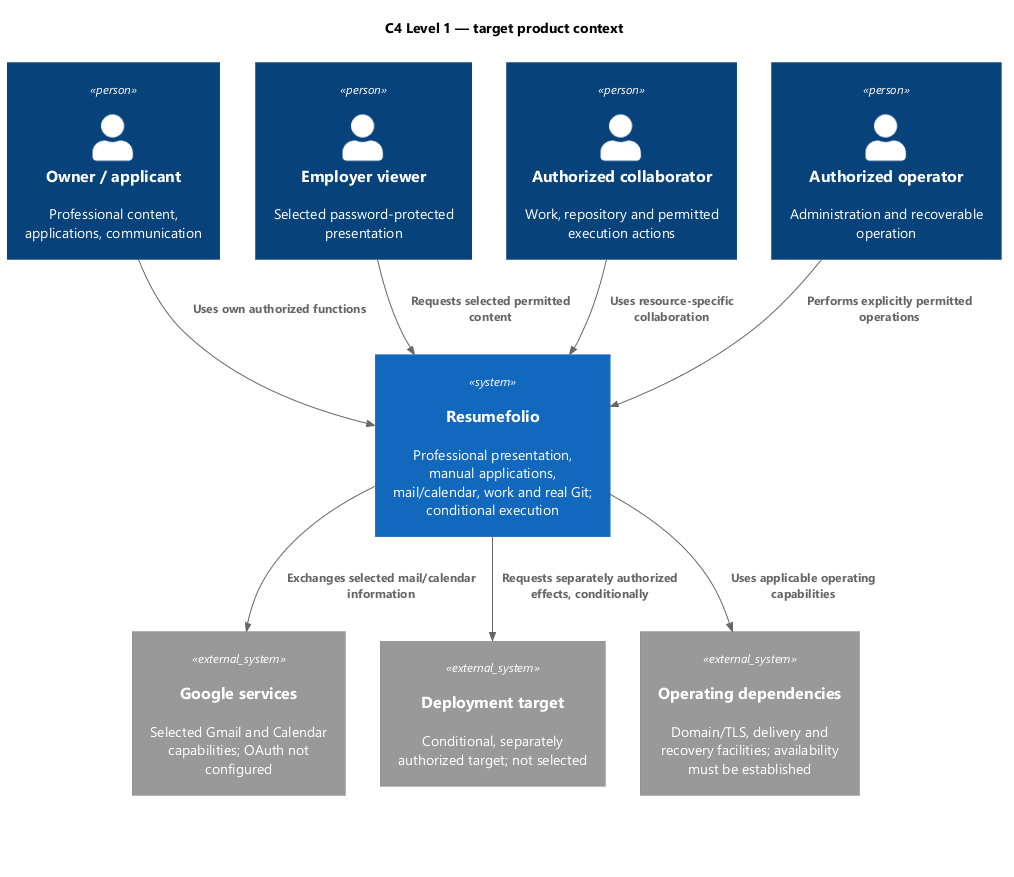 C4 Level 1 — target product context
«person»
Owner / applicant
Professional content,
applications, communication
«person»
Employer viewer
Selected password-protected
presentation
«person»
Authorized collaborator
Work, repository and permitted
execution actions
«person»
Authorized operator
Administration and recoverable
operation
Uses own authorized functions
Requests selected permitted
content
Uses resource-specific
collaboration
Performs explicitly permitted
operations
«system»
Resumefolio
Professional presentation,
manual applications,
mail/calendar, work and real Git;
conditional execution
Exchanges selected mail/calendar
information
Requests separately authorized
effects, conditionally
Uses applicable operating
capabilities
«external_system»
Google services
Selected Gmail and Calendar
capabilities; OAuth not
configured
«external_system»
Deployment target
Conditional, separately
authorized target; not selected
«external_system»
Operating dependencies
Domain/TLS, delivery and
recovery facilities; availability
must be established